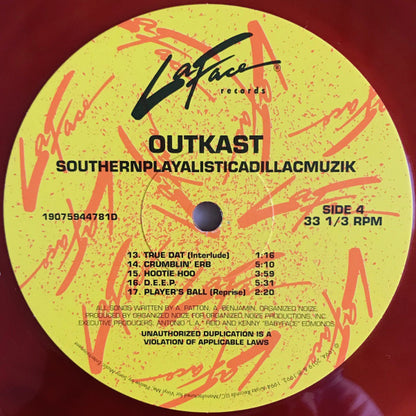 LaFace
records
OUTKAST
SOUTHERNPLAYALISTICADILLACMUZIK
19075944781D
SIDE 4
33 1/3 RPM
13. TRUE DAT (Interlude) 1:16
14. CRUMBLIN' ERB 5:10
15. HOOTIE HOO 3:59
16. D.E.E.P. 5:31
17. PLAYER'S BALL (Reprise) 2:20
ALL SONGS WRITTEN BY A. PATTON, A. BENJAMIN, ORGANIZED NOIZE.
PRODUCED BY ORGANIZED NOIZE FOR ORGANIZED NOIZE PRODUCTIONS, INC.
EXECUTIVE PRODUCERS, ANTONIO "L.A." REID AND KENNY "BABYFACE" EDMONDS.
UNAUTHORIZED DUPLICATION IS A
VIOLATION OF APPLICABLE LAWS